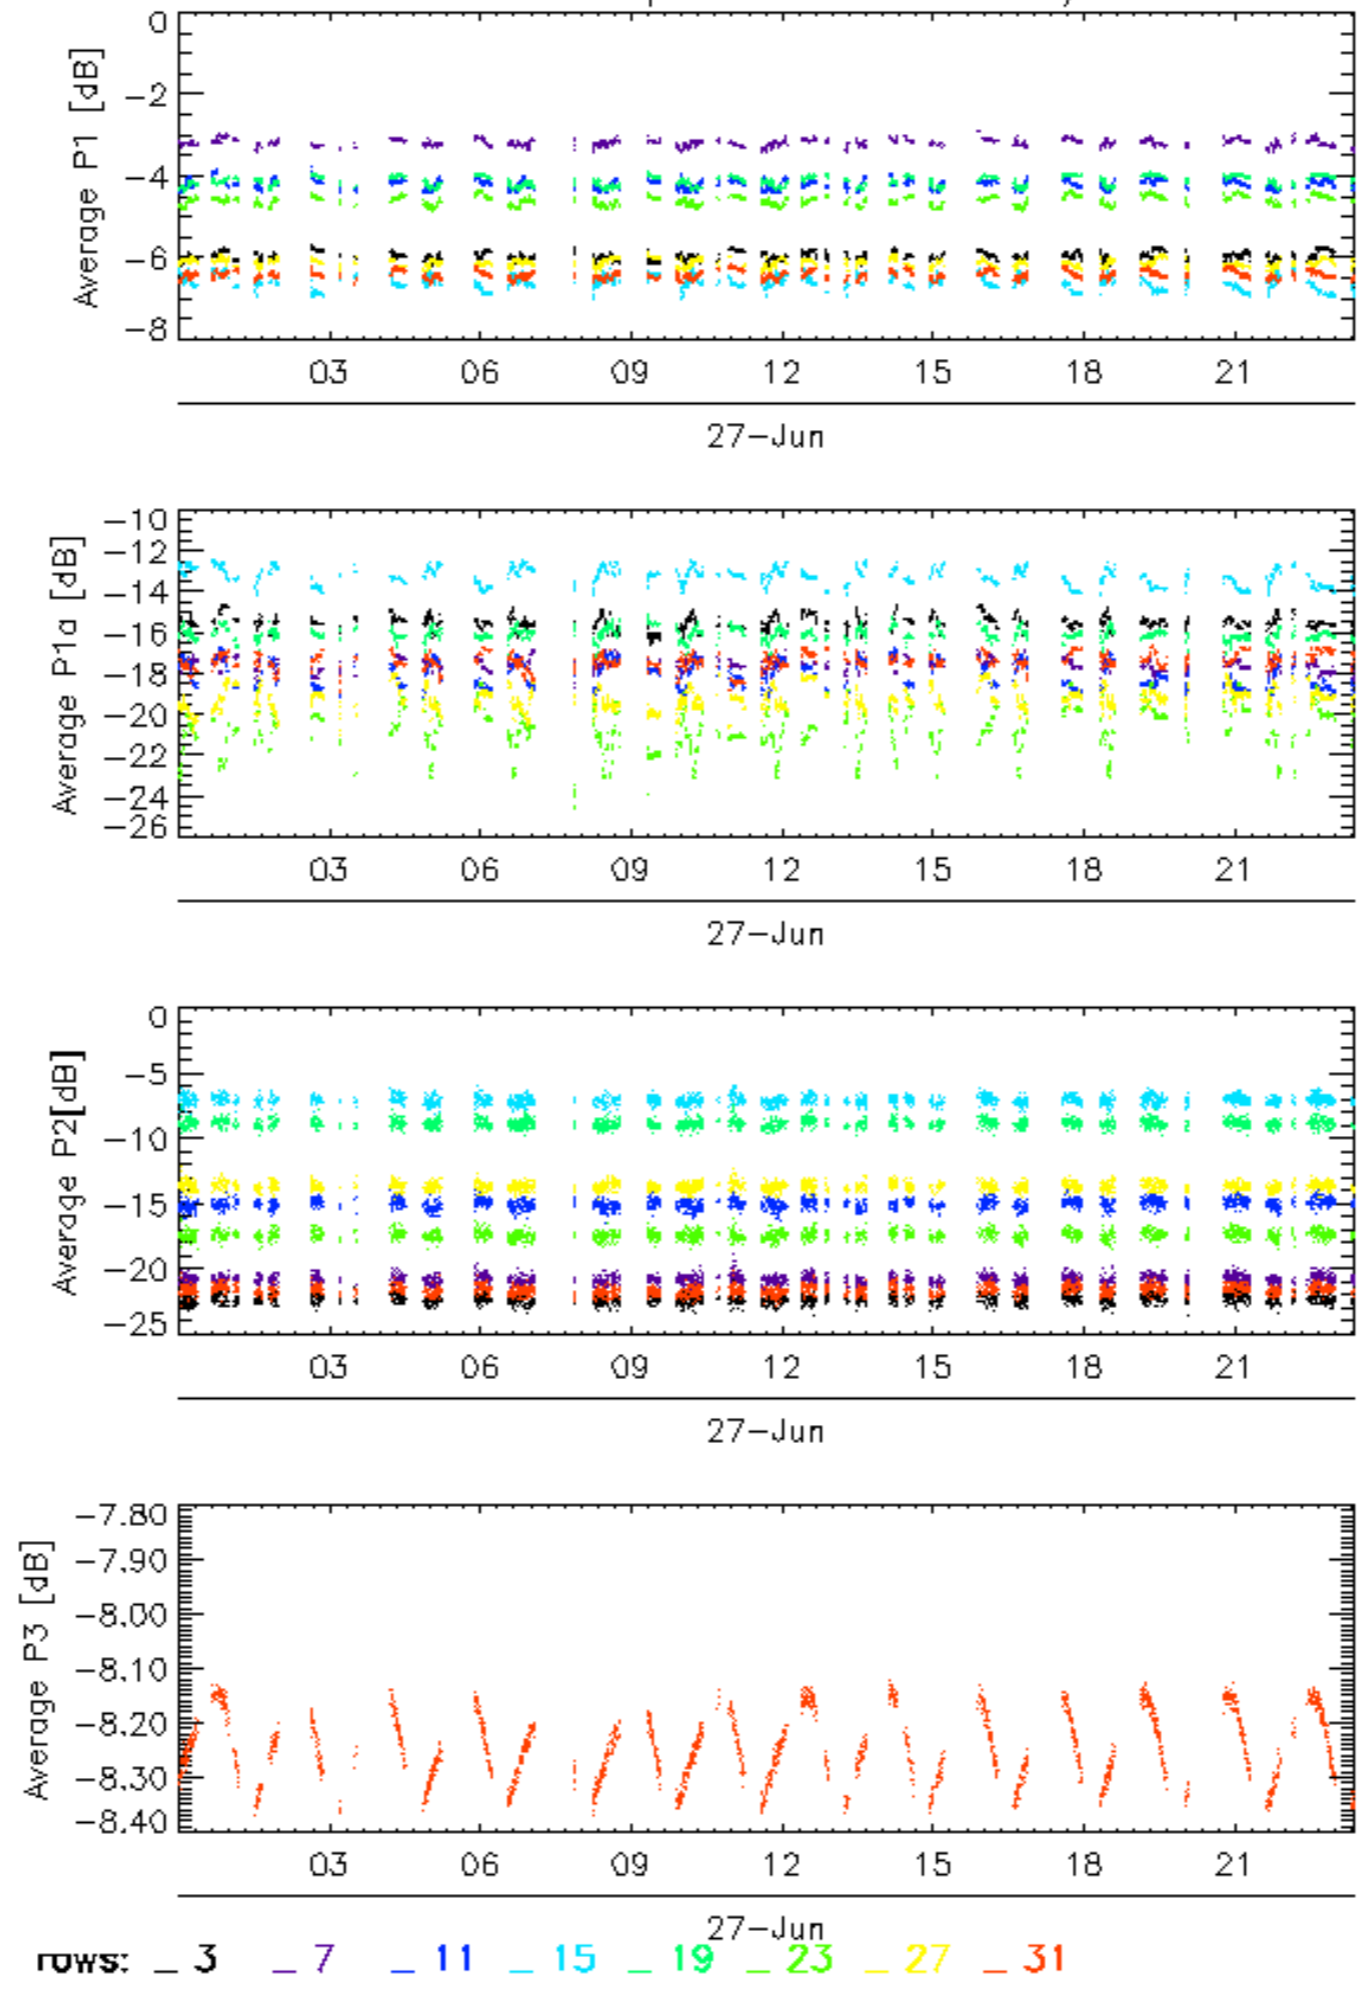 0
-2
-4
-6
-8
Average P1 [dB]
03 06 09 12 15 18 21
27-Jun
-10
-12
-14
-16
-18
-20
-22
-24
-26
Average P1a [dB]
03 06 09 12 15 18 21
27-Jun
0
-5
-10
-15
-20
-25
Average P2[dB]
03 06 09 12 15 18 21
27-Jun
-7.80
-7.90
-8.00
-8.10
-8.20
-8.30
-8.40
Average P3 [dB]
03 06 09 12 15 18 21
27-Jun
rows: _ 3 _ 7 _ 11 _ 15 _ 19 _ 23 _ 27 _ 31